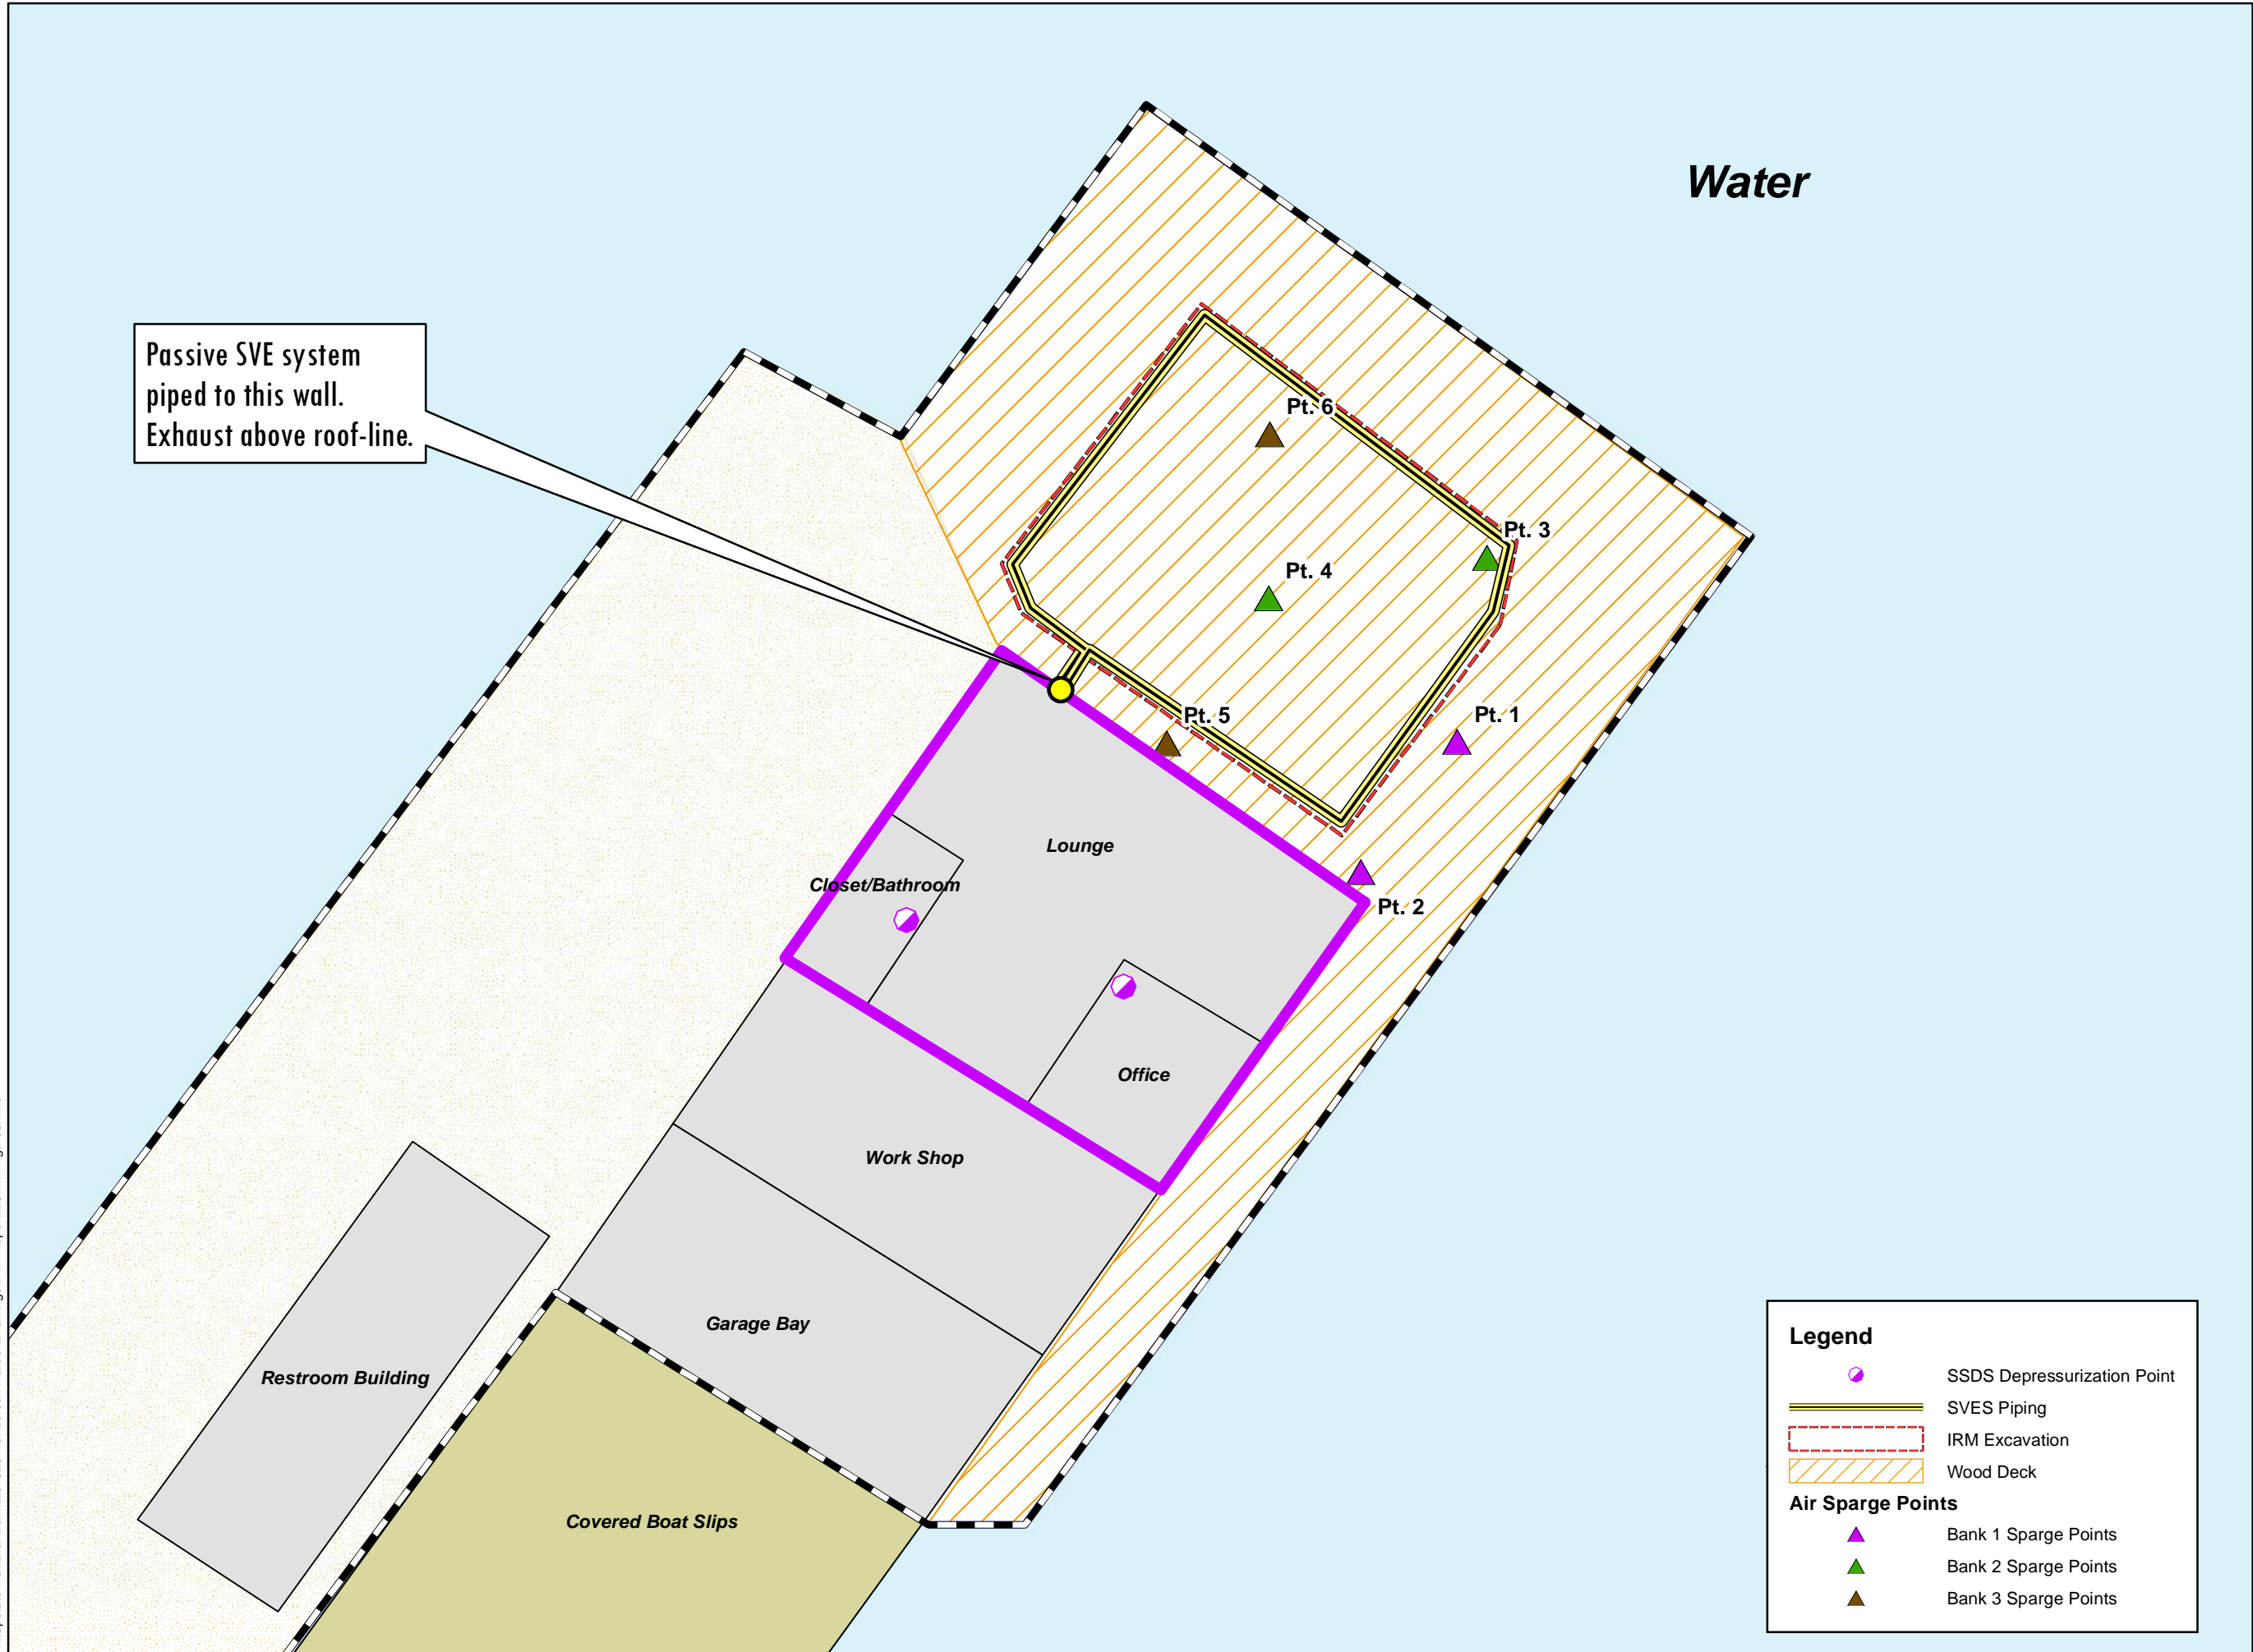 Water
Passive SVE system
piped to this wall.
Exhaust above roof-line.
Pt. 6
Pt. 3
Pt. 4
Pt. 5
Pt. 1
Lounge
Closet/Bathroom
Pt. 2
Office
Work Shop
Garage Bay
Restroom Building
Covered Boat Slips
Legend
SSDS Depressurization Point
SVES Piping
IRM Excavation
Wood Deck
Air Sparge Points
Bank 1 Sparge Points
Bank 2 Sparge Points
Bank 3 Sparge Points